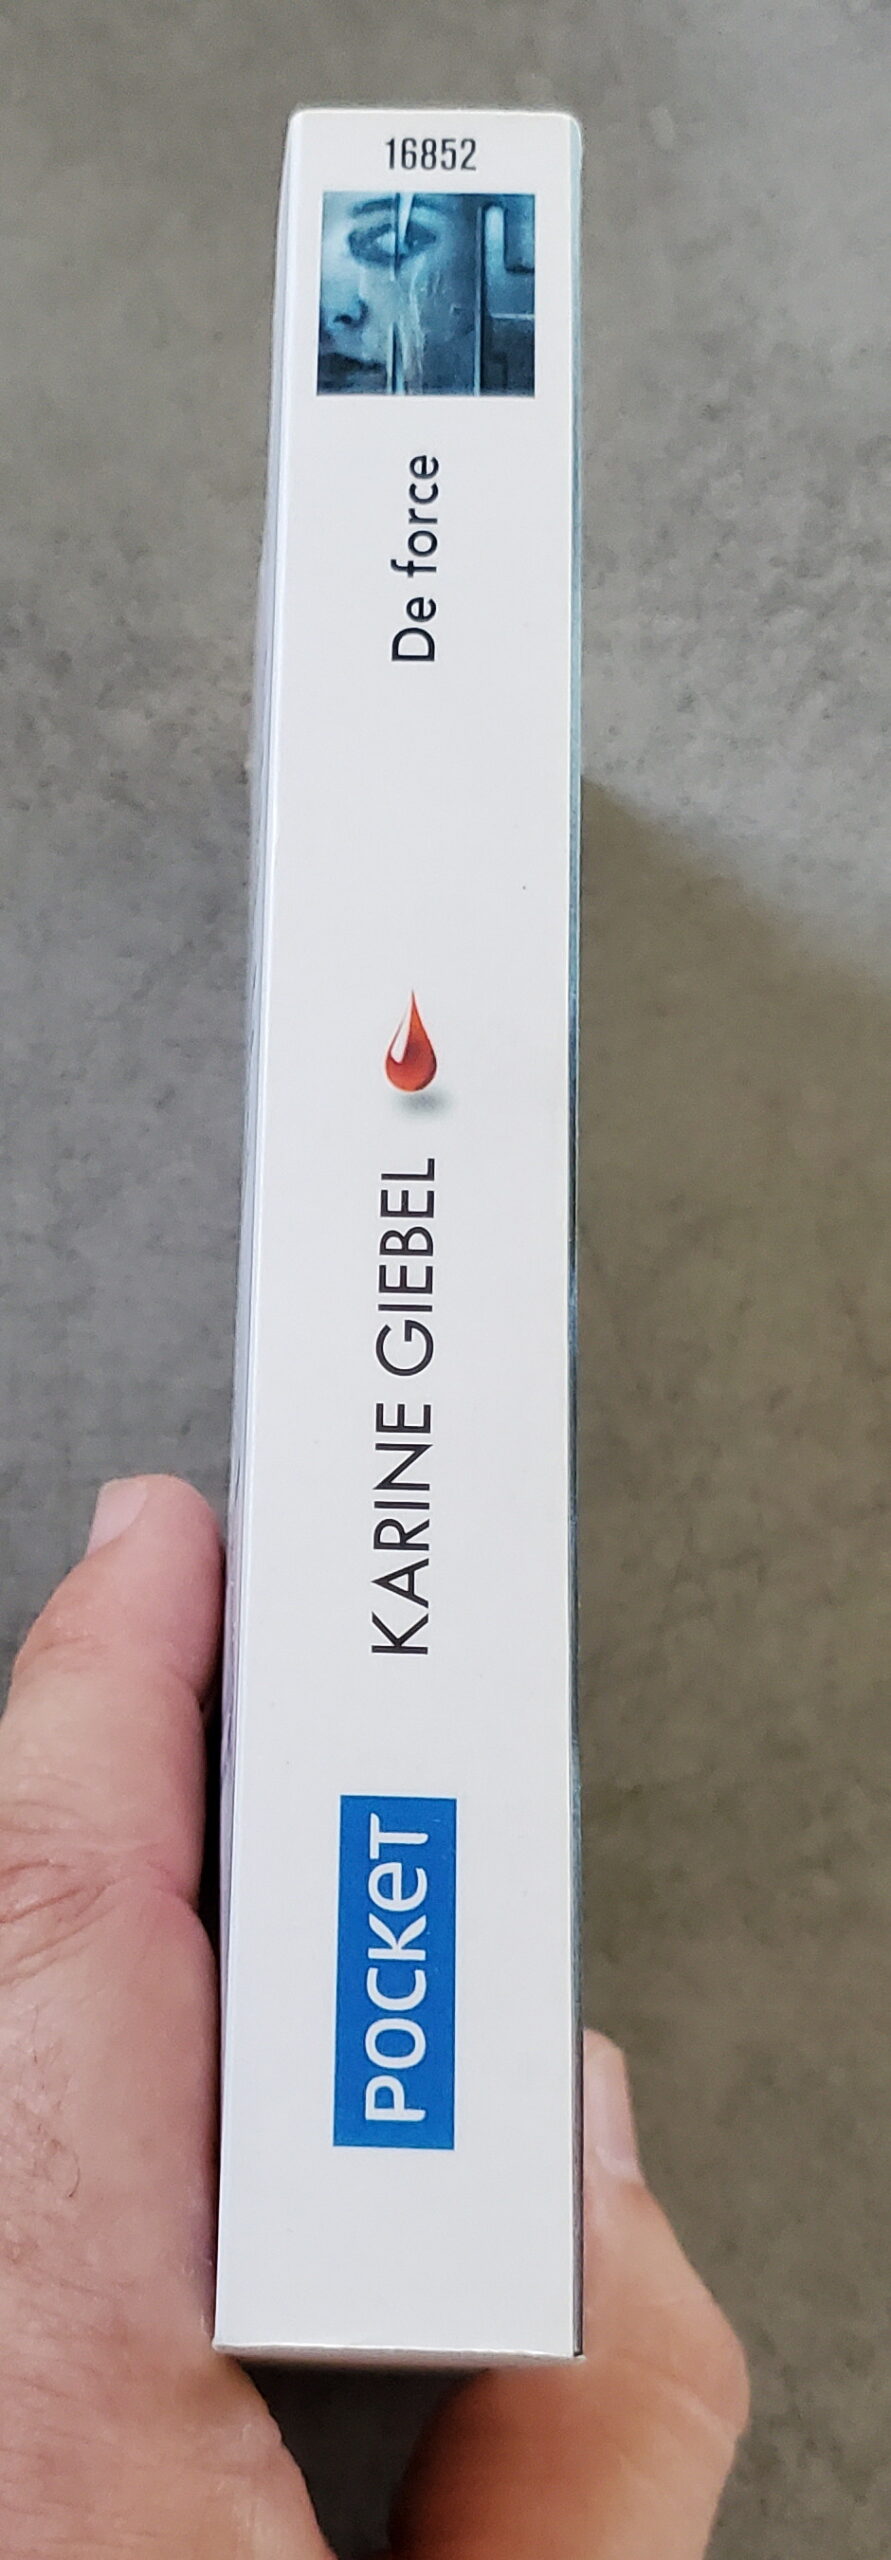 16852
De force
KARINE GIEBEL
POCKET